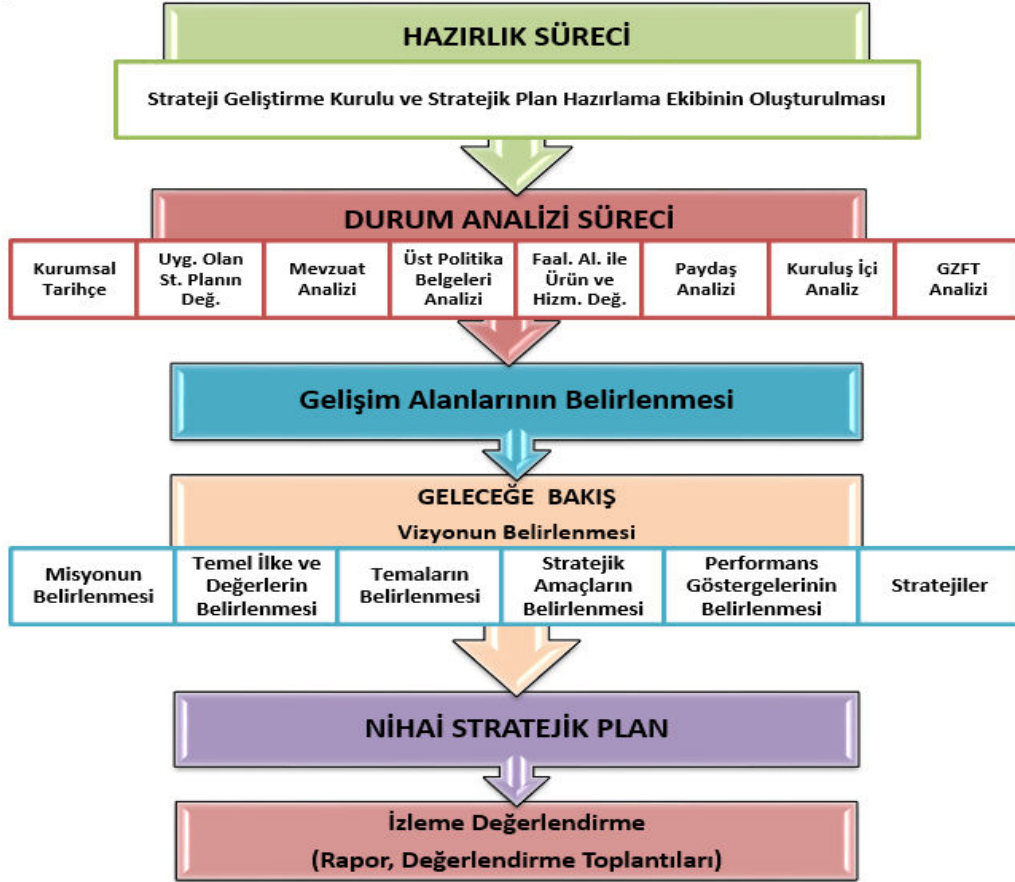 HAZIRLIK SÜRECİ
Strateji Geliştirme Kurulu ve Stratejik Plan Hazırlama Ekibinin Oluşturulması
DURUM ANALİZİ SÜRECİ
Kurumsal
Tarihçe
Uyg. Olan
St. Planın
Değ.
Mevzuat
Analizi
Üst Politika
Belgeleri
Analizi
Faal. Al. ile
Ürün ve
Hizm. Değ.
Paydaş
Analizi
Kuruluş İçi
Analiz
GZFT
Analizi
Gelişim Alanlarının Belirlenmesi
GELECEĞE BAKIŞ
Vizyonun Belirlenmesi
Misyonun
Belirlenmesi
Temel İlke ve
Değerlerin
Belirlenmesi
Temaların
Belirlenmesi
Stratejik
Amaçların
Belirlenmesi
Performans
Göstergelerinin
Belirlenmesi
Stratejiler
NİHAİ STRATEJİK PLAN
İzleme Değerlendirme
(Rapor, Değerlendirme Toplantıları)